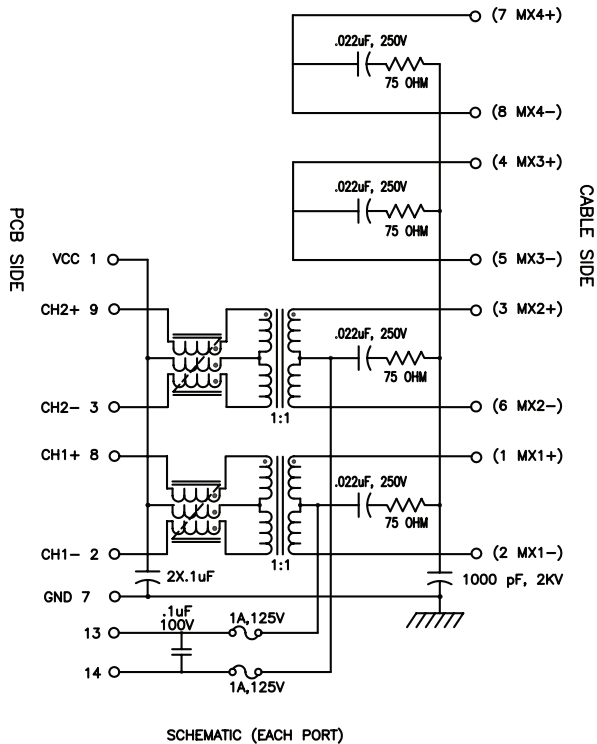 (7 MX4+)
.022uF, 250V
75 OHM
(8 MX4-)
(4 MX3+)
.022uF, 250V
75 OHM
(5 MX3-)
PCB SIDE
CABLE SIDE
VCC 1
CH2+ 9
(3 MX2+)
.022uF, 250V
75 OHM
CH2- 3
1:1
(6 MX2-)
CH1+ 8
(1 MX1+)
.022uF, 250V
75 OHM
CH1- 2
1:1
(2 MX1-)
2X.1uF
1000 pF, 2KV
GND 7
.1uF
100V
1A,125V
13
14
1A,125V
SCHEMATIC (EACH PORT)